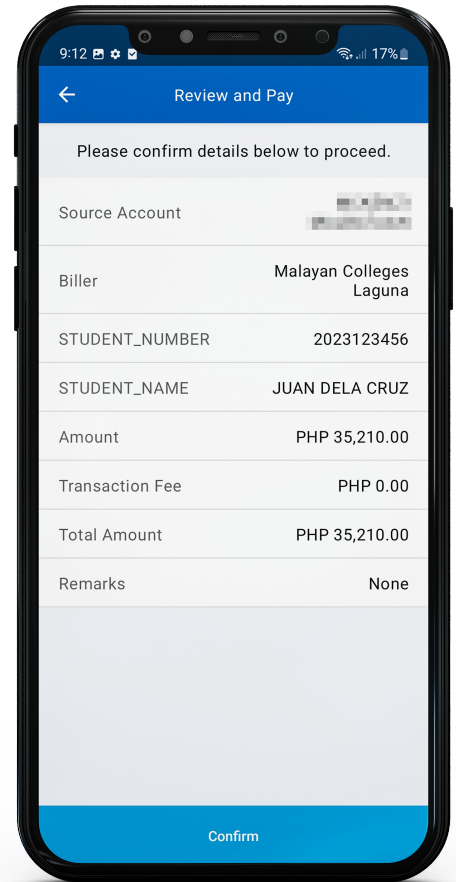 9:12 17%
Review and Pay
Please confirm details below to proceed.
Source Account
Biller Malayan Colleges
Laguna
STUDENT_NUMBER 2023123456
STUDENT_NAME JUAN DELA CRUZ
Amount PHP 35,210.00
Transaction Fee PHP 0.00
Total Amount PHP 35,210.00
Remarks None
Confirm